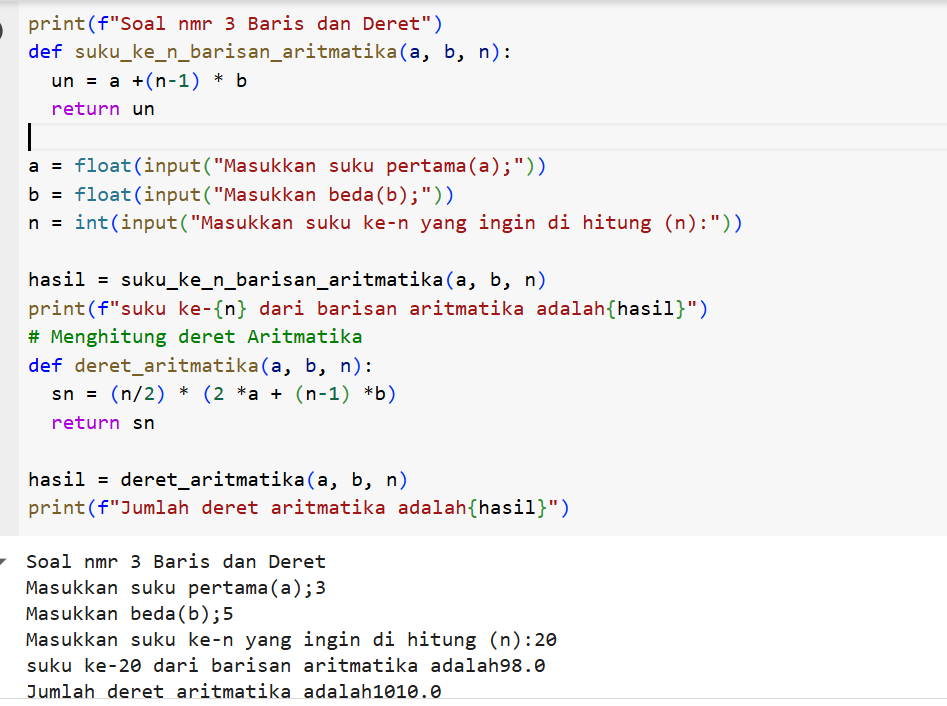 print(f"Soal nmr 3 Baris dan Deret")
def suku_ke_n_barisan_aritmatika(a, b, n):
  un = a +(n-1) * b
  return un
a = float(input("Masukkan suku pertama(a);"))
b = float(input("Masukkan beda(b);"))
n = int(input("Masukkan suku ke-n yang ingin di hitung (n):"))
hasil = suku_ke_n_barisan_aritmatika(a, b, n)
print(f"suku ke-{n} dari barisan aritmatika adalah{hasil}")
# Menghitung deret Aritmatika
def deret_aritmatika(a, b, n):
  sn = (n/2) * (2 *a + (n-1) *b)
  return sn
hasil = deret_aritmatika(a, b, n)
print(f"Jumlah deret aritmatika adalah{hasil}")
Soal nmr 3 Baris dan Deret
Masukkan suku pertama(a);3
Masukkan beda(b);5
Masukkan suku ke-n yang ingin di hitung (n):20
suku ke-20 dari barisan aritmatika adalah98.0
Jumlah deret aritmatika adalah1010.0